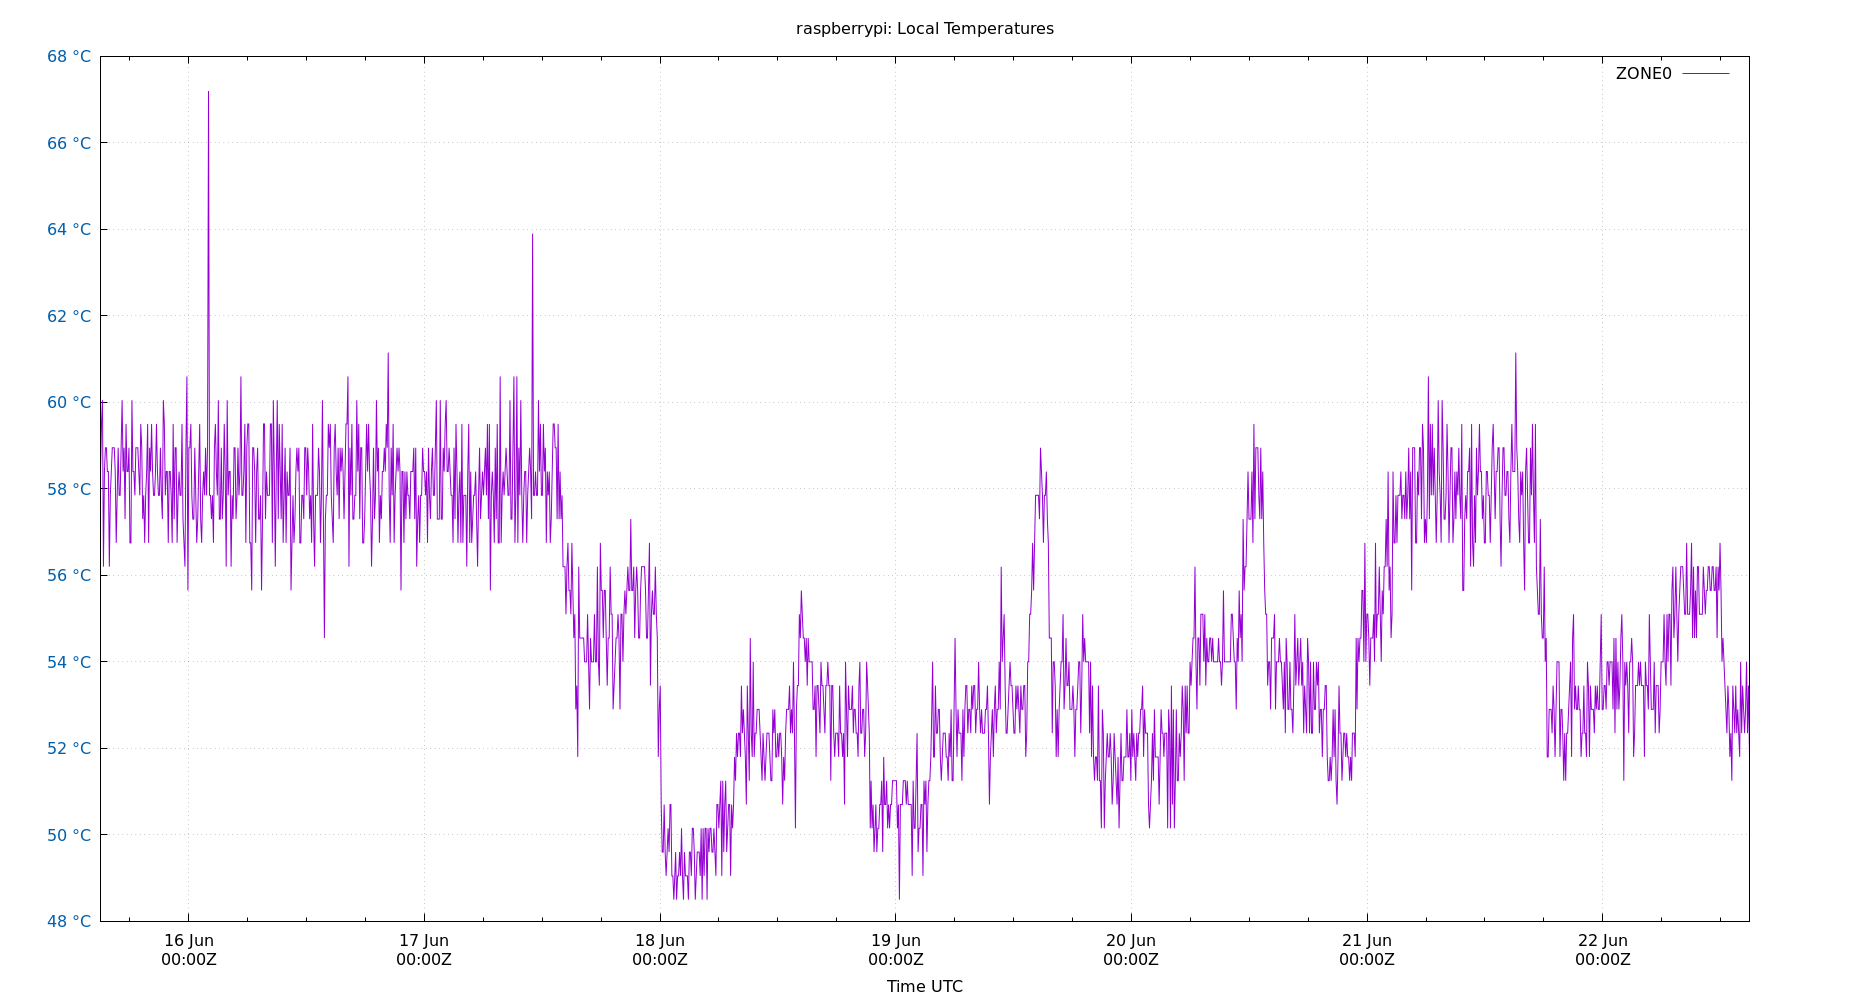 raspberrypi: Local Temperatures
68 °C
ZONE0
66 °C
64 °C
62 °C
60 °C
58 °C
56 °C
54 °C
52 °C
50 °C
48 °C
16 Jun 17 Jun 18 Jun 19 Jun 20 Jun 21 Jun 22 Jun
00:00Z 00:00Z 00:00Z 00:00Z 00:00Z 00:00Z 00:00Z
Time UTC